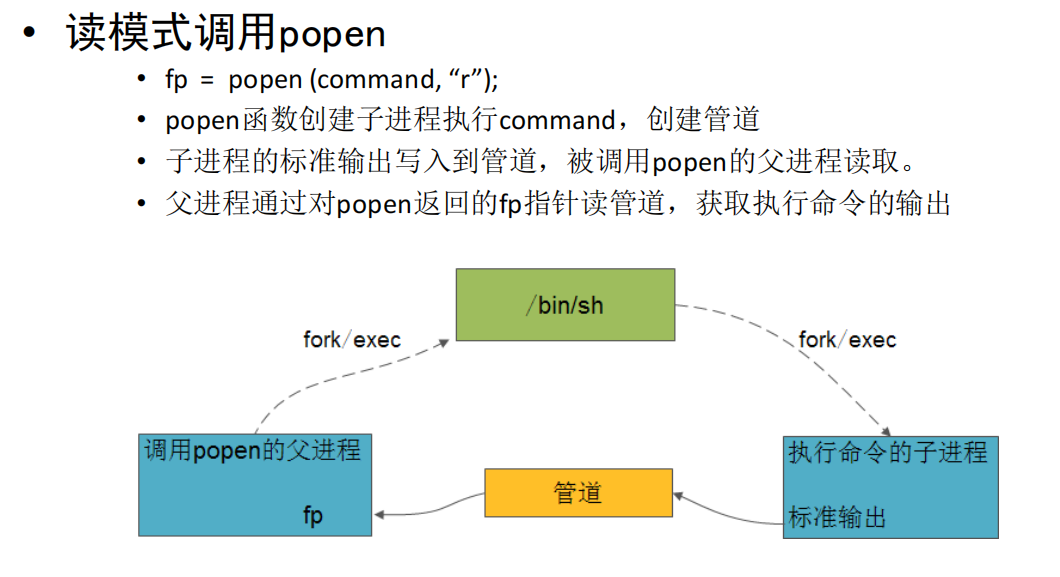 • 读模式调用popen
• fp = popen (command, “r”);
• popen函数创建子进程执行command，创建管道
• 子进程的标准输出写入到管道，被调用popen的父进程读取。
• 父进程通过对popen返回的fp指针读管道，获取执行命令的输出
/bin/sh
fork/exec
fork/exec
调用popen的父进程
执行命令的子进程
管道
fp
标准输出